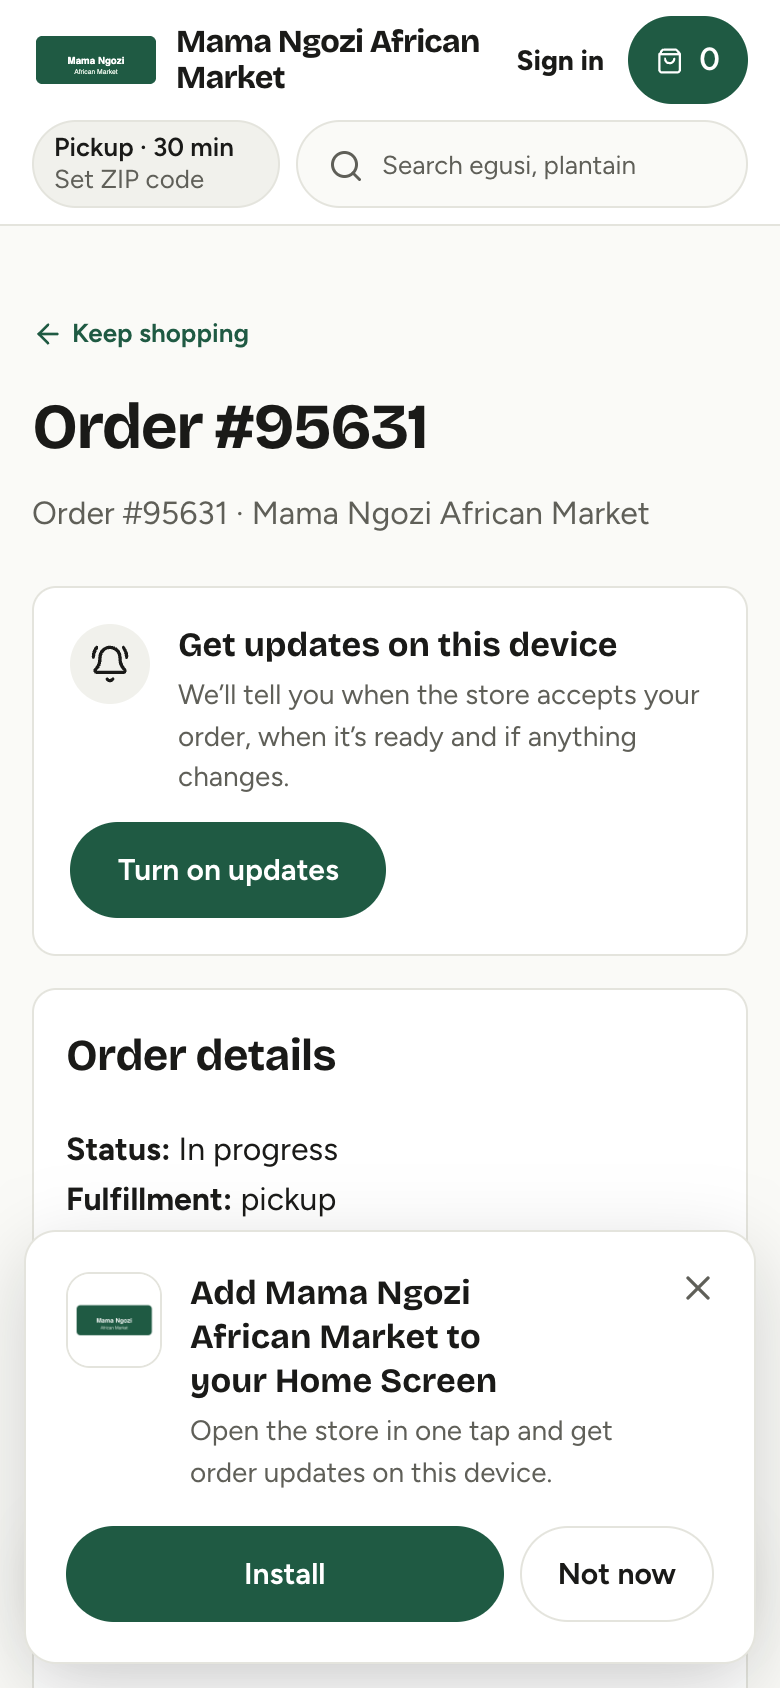 Mama Ngozi
African Market
Mama Ngozi African
Market
Sign in
0
Pickup · 30 min
Set ZIP code
Search egusi, plantain
Keep shopping
Order #95631
Order #95631 · Mama Ngozi African Market
Get updates on this device
We’ll tell you when the store accepts your
order, when it’s ready and if anything
changes.
Turn on updates
Order details
Status: In progress
Fulfillment: pickup
Mama Ngozi
African Market
Add Mama Ngozi
African Market to
your Home Screen
Open the store in one tap and get
order updates on this device.
Install
Not now